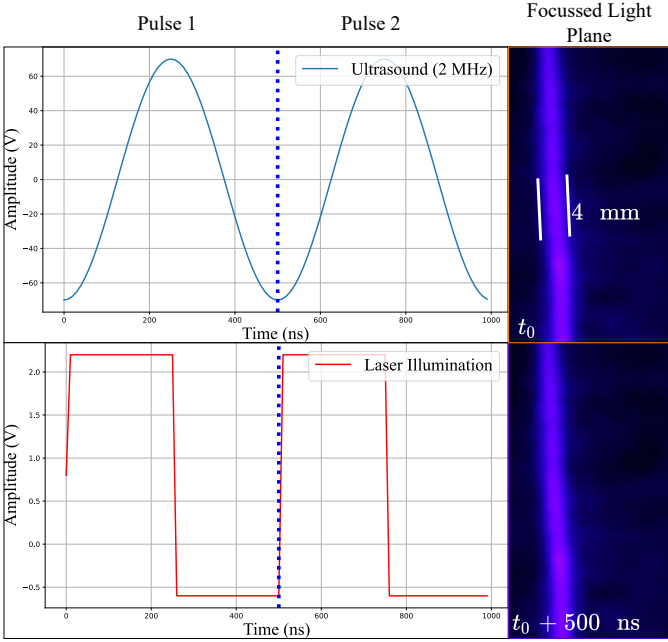 Pulse 1
Pulse 2
Focussed Light
Plane
Ultrasound (2 MHz)
60
40
20
0
−20
−40
−60
Amplitude (V)
0
200
400
600
800
1000
Time (ns)
4 mm
t₀
Laser Illumination
2.0
1.5
1.0
0.5
0.0
−0.5
Amplitude (V)
0
200
400
600
800
1000
Time (ns)
t₀ + 500 ns